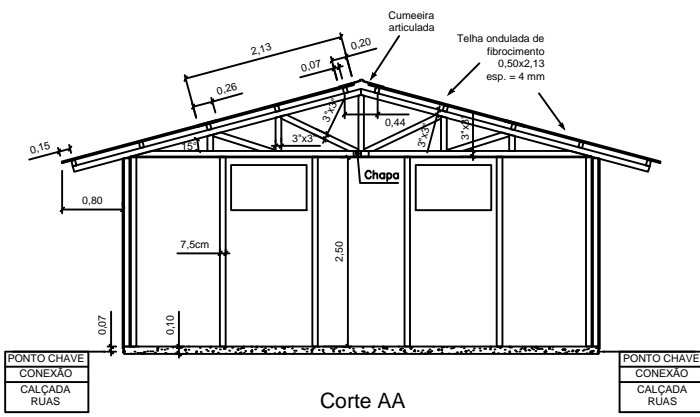 Cumeeira
articulada
Telha ondulada de
fibrocimento
0,50x2,13
esp. = 4 mm
2,13
0,20
0,07
0,26
3"x3"
0,44
3"x3"
3"x3"
3"x3"
15°
0,15
Chapa
0,80
7,5cm
2,50
0,07
0,10
PONTO CHAVE
CONEXÃO
CALÇADA
RUAS
PONTO CHAVE
CONEXÃO
CALÇADA
RUAS
Corte AA